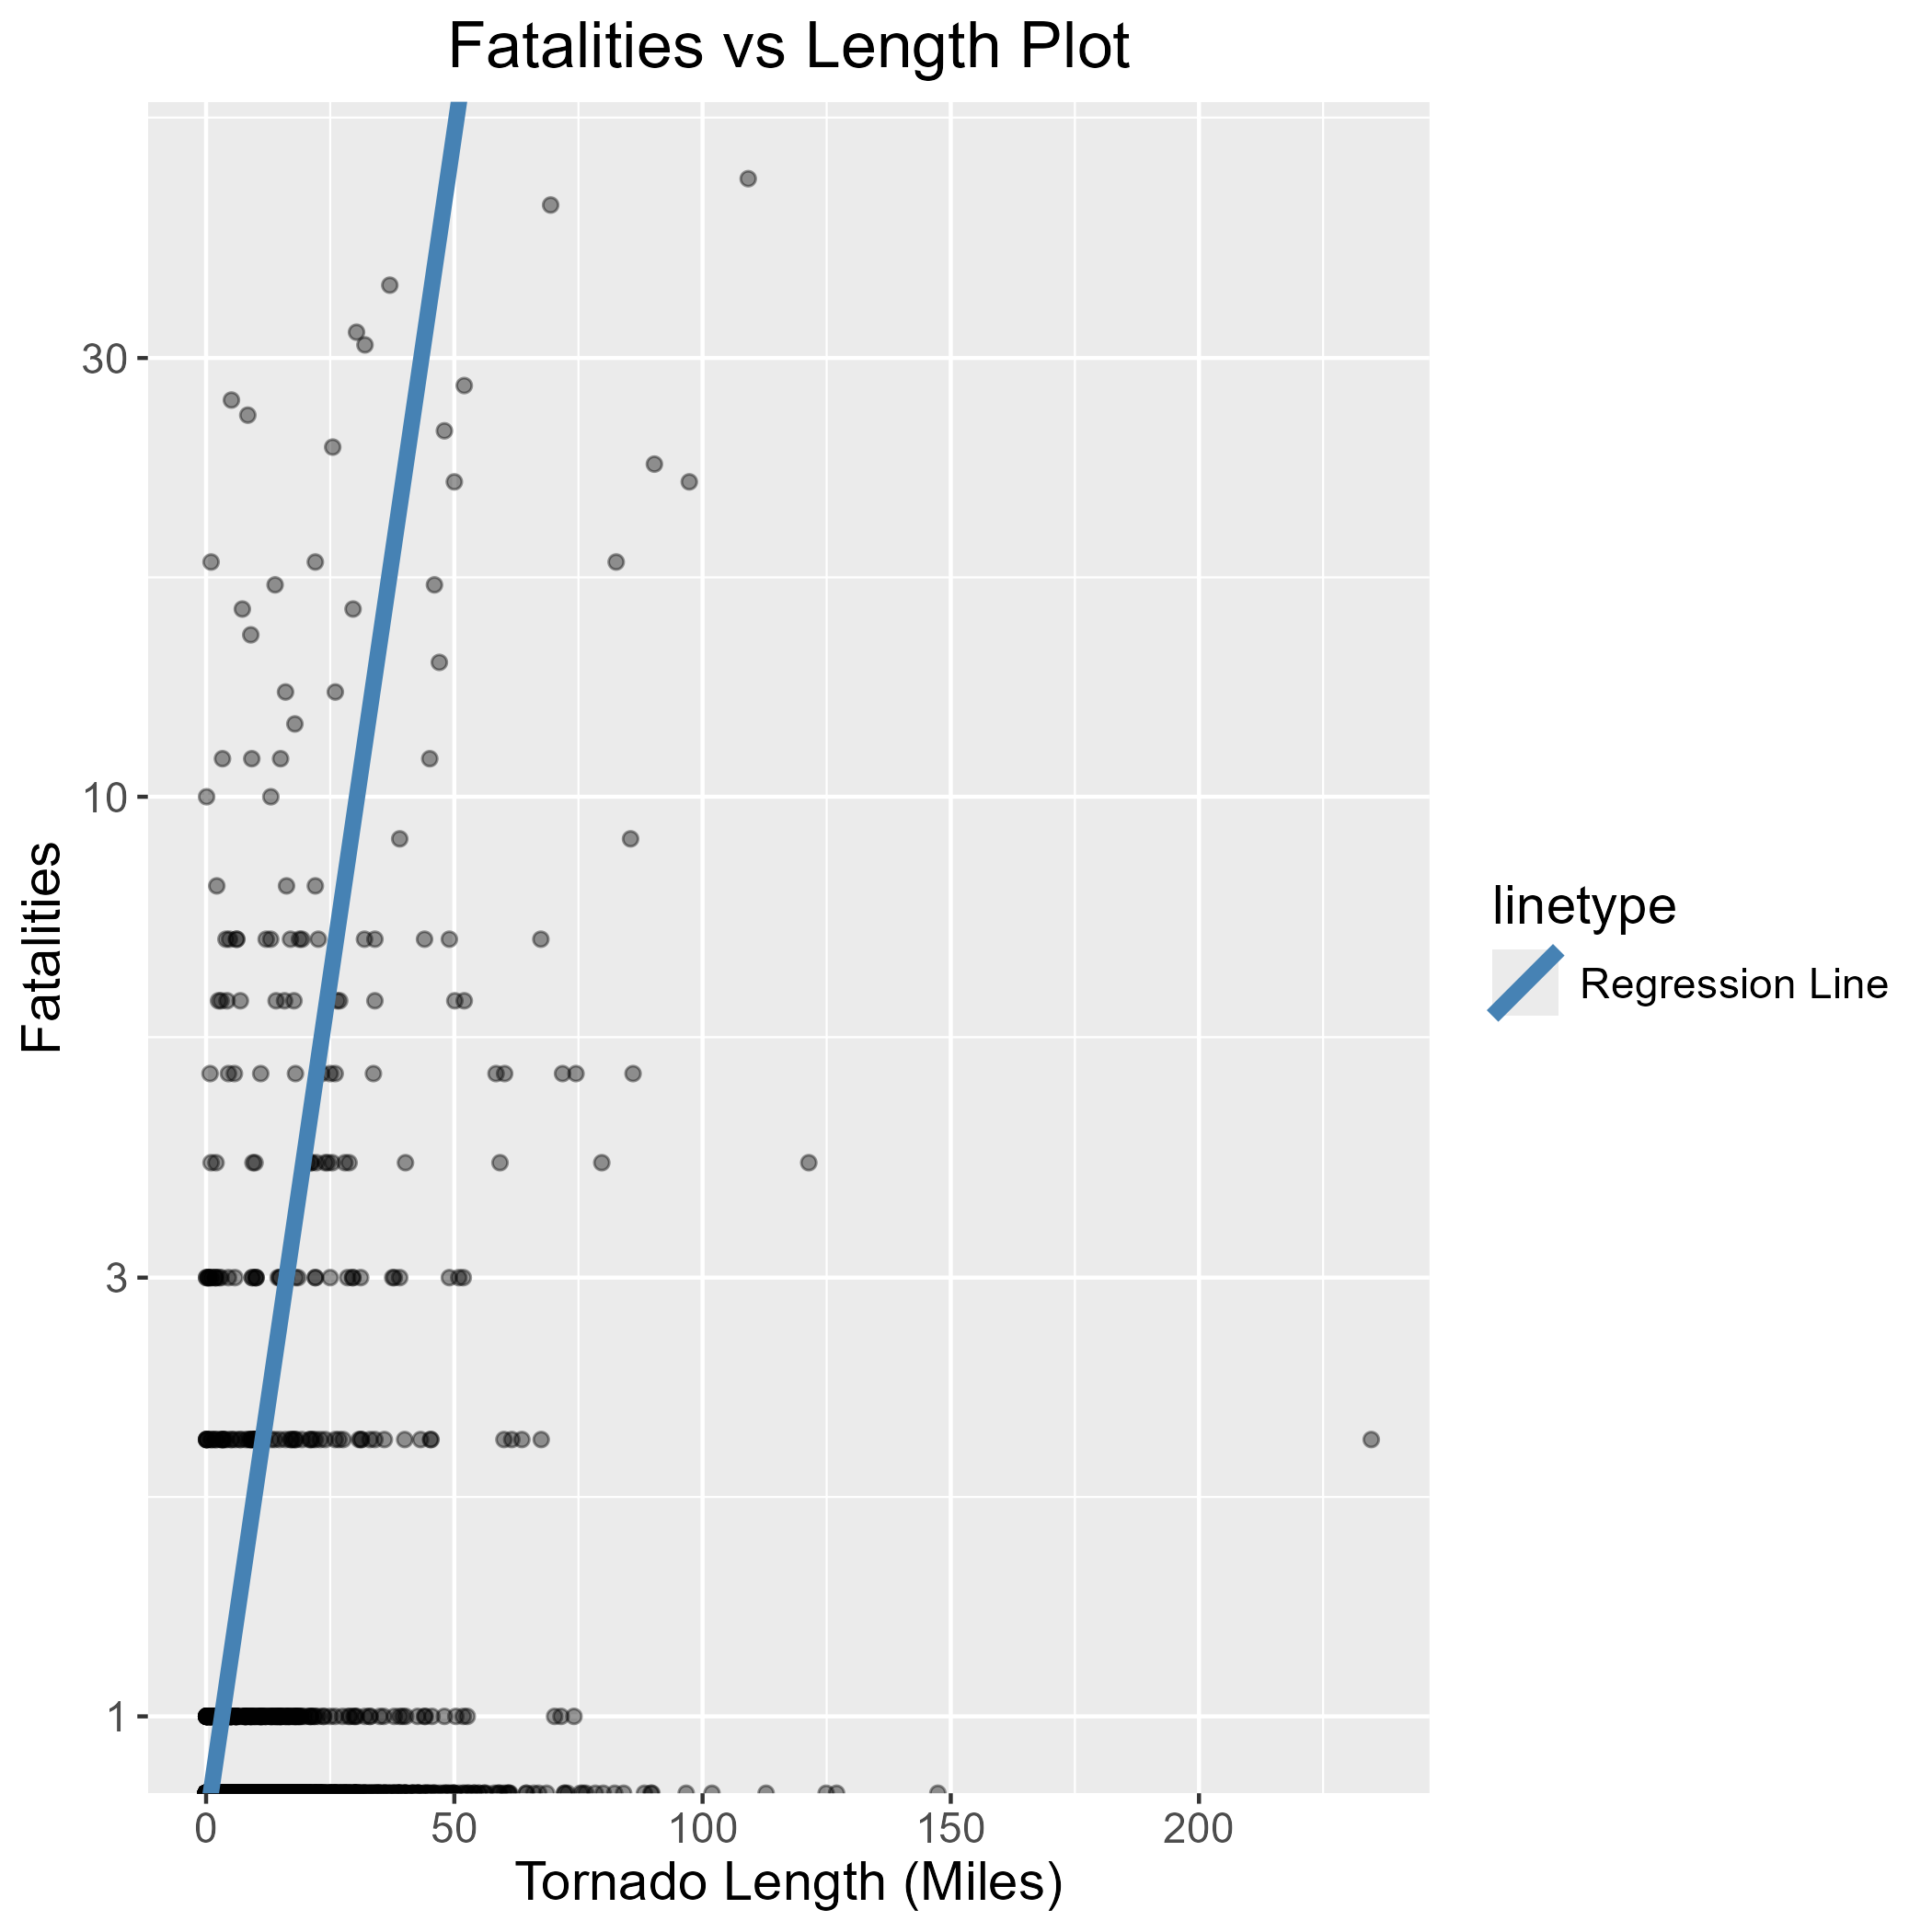 Fatalities vs Length Plot
Fatalities
30
10
3
1
0 50 100 150 200
Tornado Length (Miles)
linetype
Regression Line